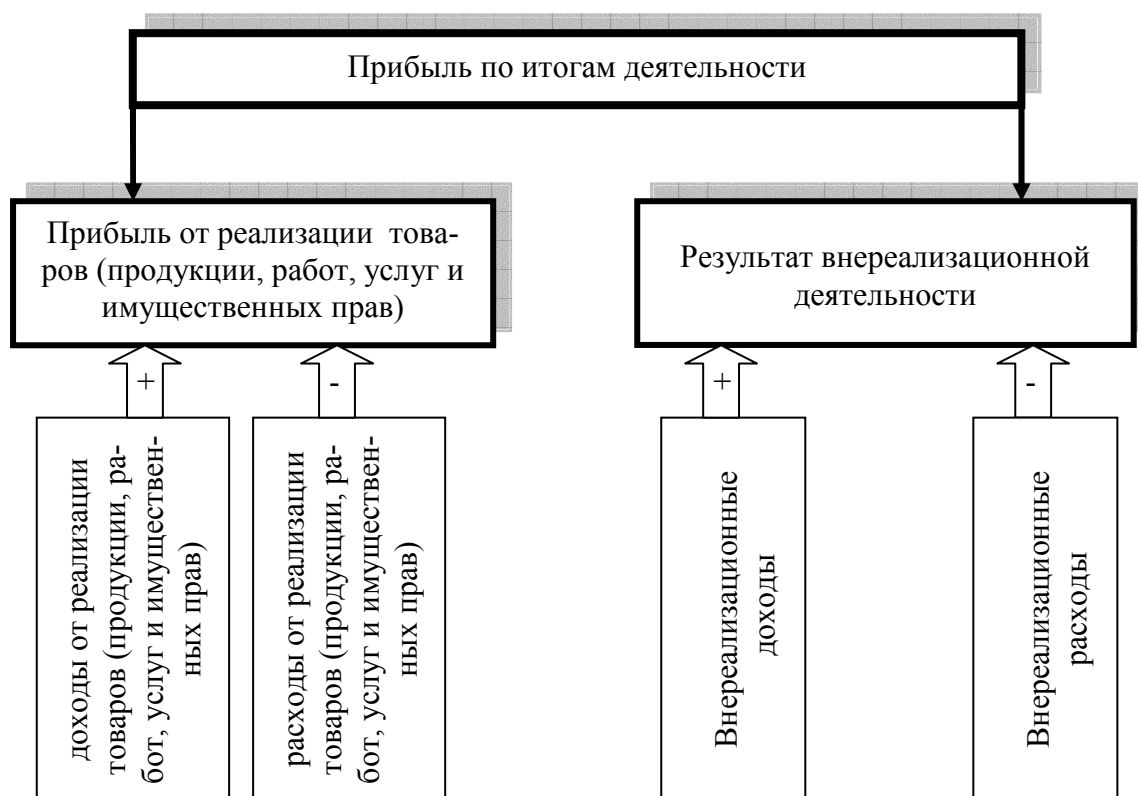 Прибыль по итогам деятельности
Прибыль от реализации това-
ров (продукции, работ, услуг и
имущественных прав)
Результат внереализационной
деятельности
+
-
+
-
доходы от реализации
товаров (продукции, ра-
бот, услуг и имуществен-
ных прав)
расходы от реализации
товаров (продукции, ра-
бот, услуг и имуществен-
ных прав)
Внереализационные
доходы
Внереализационные
расходы